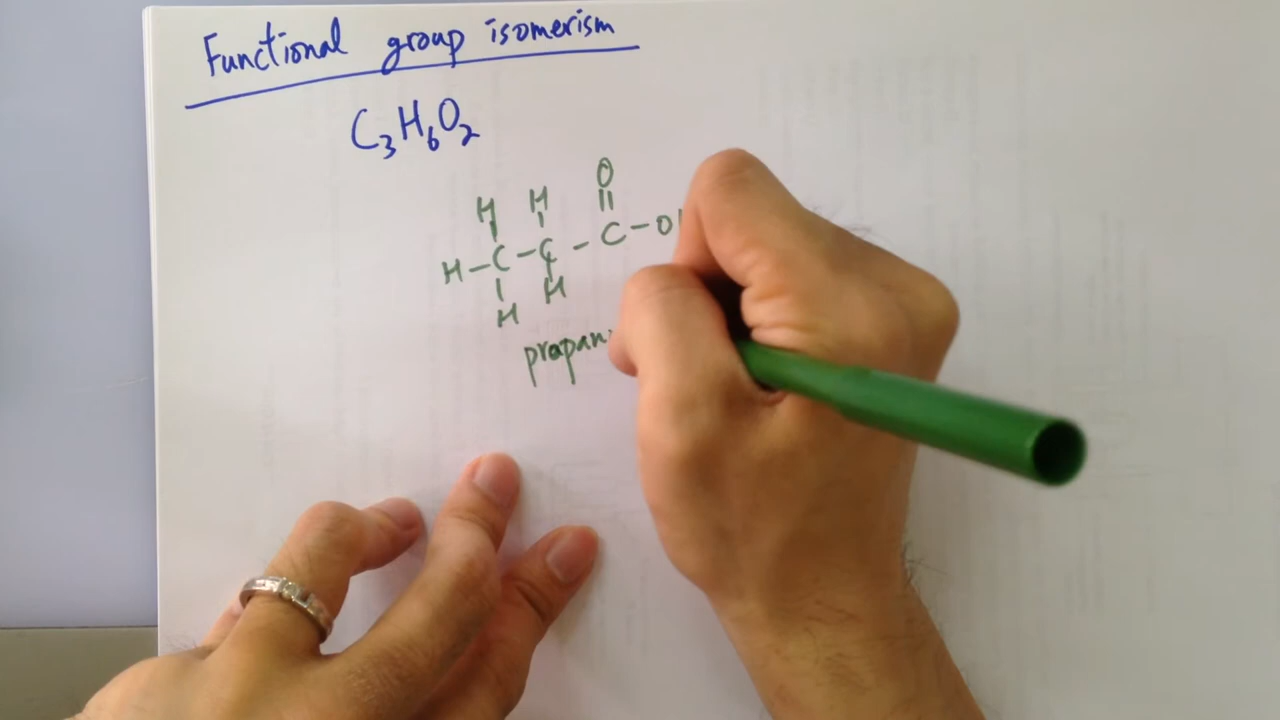 Functional group isomerism
C₃H₆O₂
O
H H ||
H-C-C-C-O
H H
propan